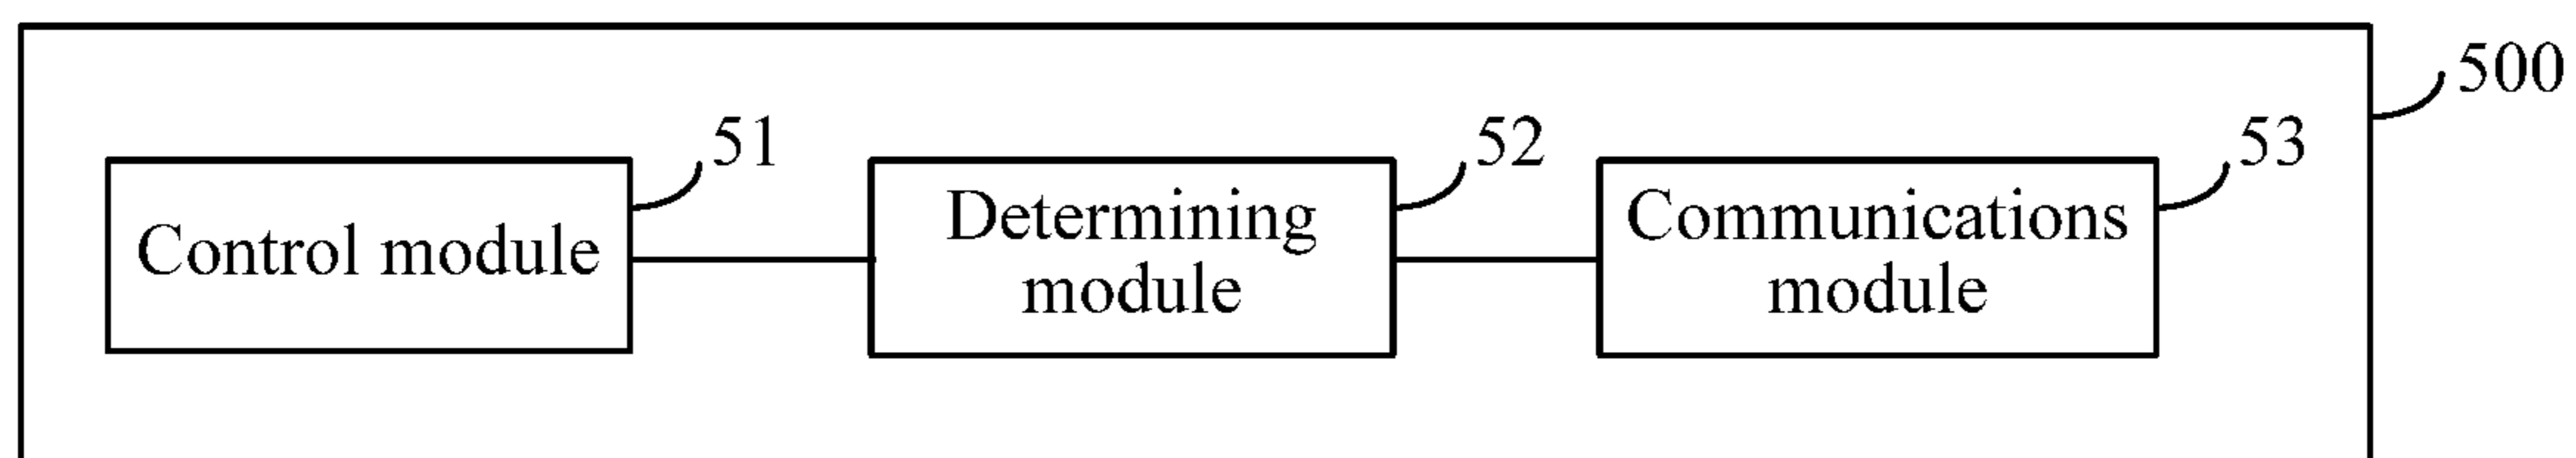 500
51
52
53
Control module
Determining
module
Communications
module